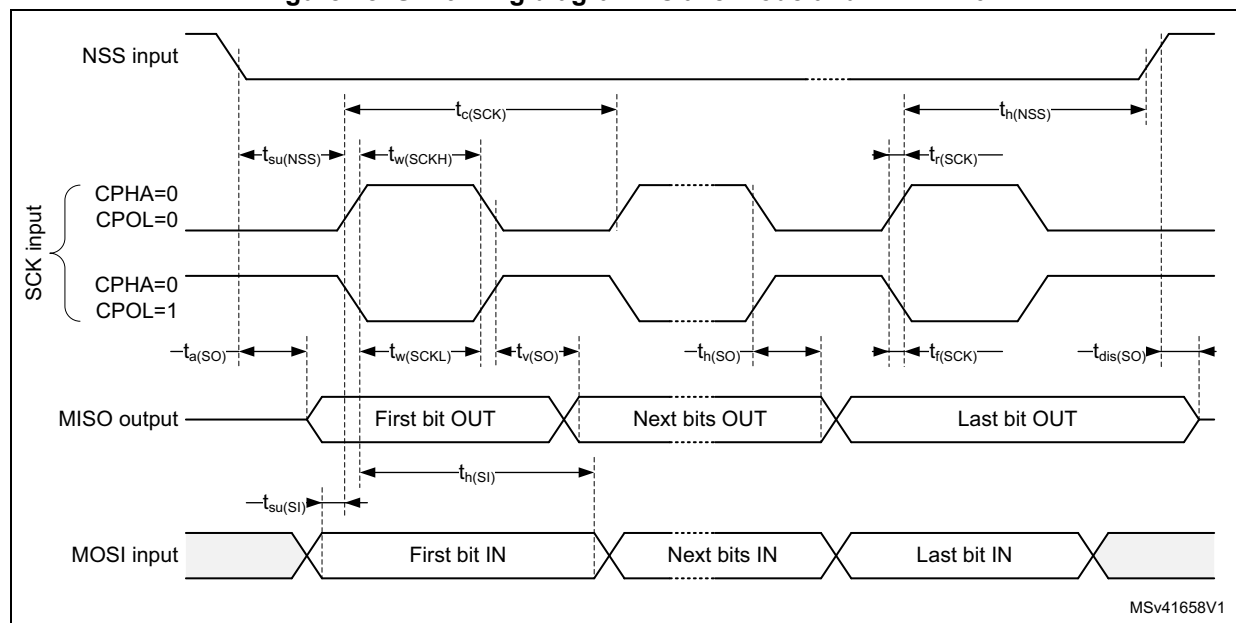 NSS input
tc(SCK)
th(NSS)
tsu(NSS)
tw(SCKH)
tr(SCK)
SCK input
CPHA=0
CPOL=0
CPHA=0
CPOL=1
ta(SO)
tw(SCKL)
tv(SO)
th(SO)
tf(SCK)
tdis(SO)
MISO output
First bit OUT
Next bits OUT
Last bit OUT
th(SI)
tsu(SI)
MOSI input
First bit IN
Next bits IN
Last bit IN
MSv41658V1